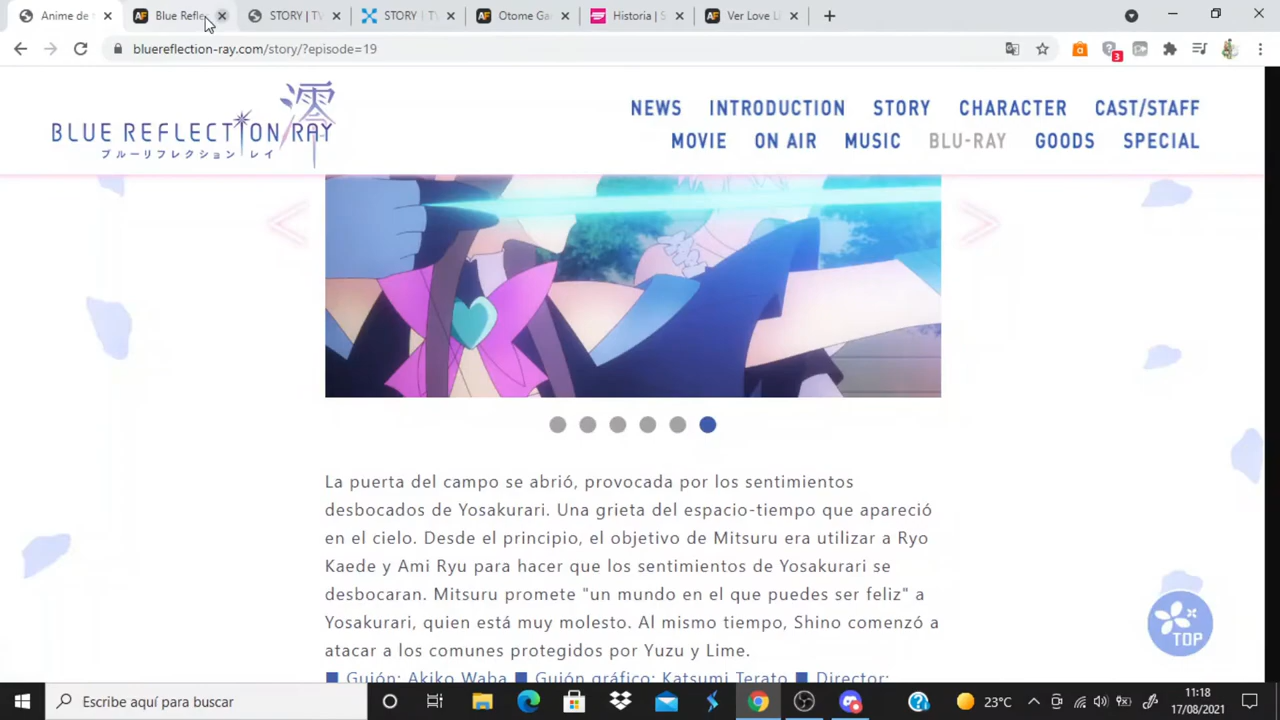 Anime de t
Blue Refle
STORY | TV
STORY | TV
Otome Ga
Historia | S
Ver Love Li
bluereflection-ray.com/story/?episode=19
3
澪
BLUE REFLECTION RAY
ブルーリフレクション レイ
NEWS INTRODUCTION STORY CHARACTER CAST/STAFF
MOVIE ON AIR MUSIC BLU-RAY GOODS SPECIAL
La puerta del campo se abrió, provocada por los sentimientos
desbocados de Yosakurari. Una grieta del espacio-tiempo que apareció
en el cielo. Desde el principio, el objetivo de Mitsuru era utilizar a Ryo
Kaede y Ami Ryu para hacer que los sentimientos de Yosakurari se
desbocaran. Mitsuru promete "un mundo en el que puedes ser feliz" a
Yosakurari, quien está muy molesto. Al mismo tiempo, Shino comenzó a
atacar a los comunes protegidos por Yuzu y Lime.
■ Guión: Akiko Waba ■ Guión gráfico: Katsumi Terato ■ Director:
TOP
Escribe aquí para buscar
23°C
11:18
17/08/2021